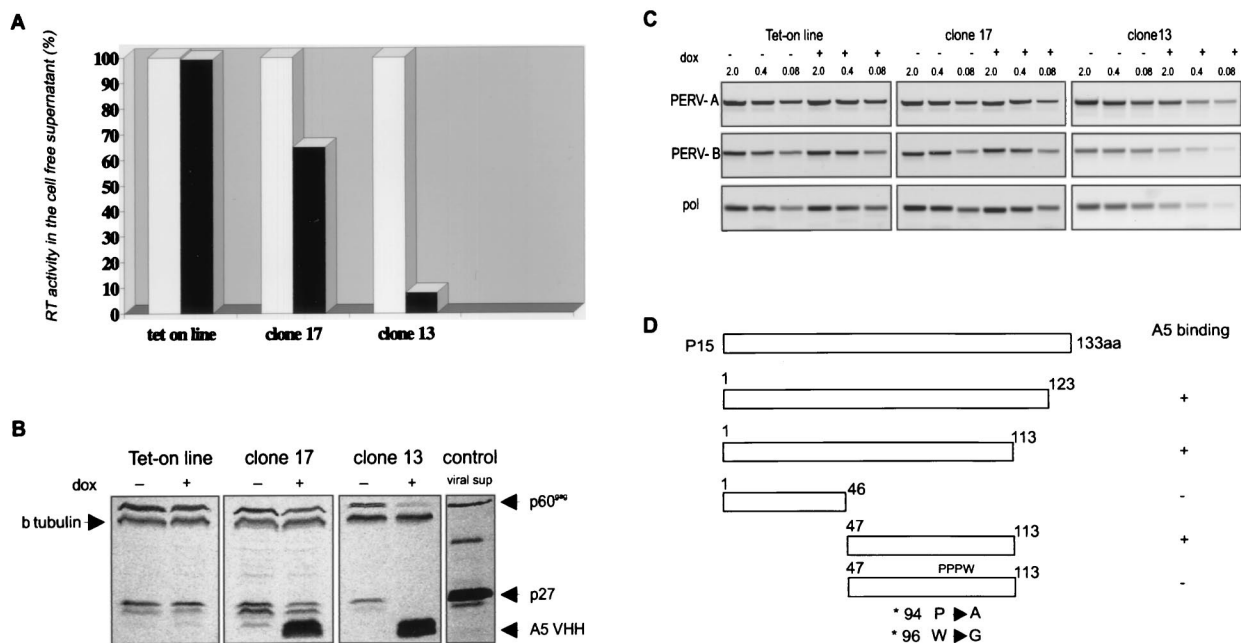 A
RT activity in the cell free supernatant (%)
100
90
80
70
60
50
40
30
20
10
0
tet on line clone 17 clone 13
B
Tet-on line clone 17 clone 13 control
dox – + – + – + viral sup
p60gag
b tubulin
p27
A5 VHH
C
Tet-on line clone 17 clone13
dox - - - + + + - - - + + + - - - + + +
2.0 0.4 0.08 2.0 0.4 0.08 2.0 0.4 0.08 2.0 0.4 0.08 2.0 0.4 0.08 2.0 0.4 0.08
PERV- A
PERV- B
pol
D
A5 binding
P15 133aa
1 123
+
1 113
+
1 46
-
47 113
+
47 PPPW 113
-
* 94 P A
* 96 W G